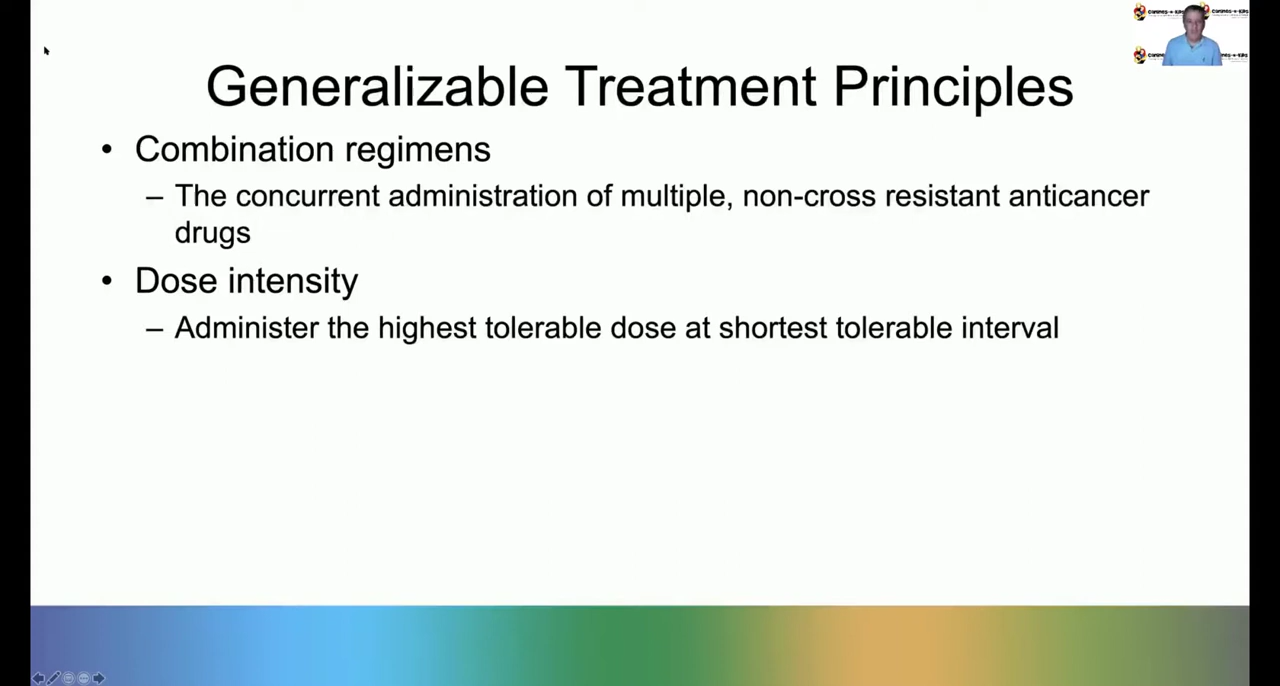 Generalizable Treatment Principles
• Combination regimens
– The concurrent administration of multiple, non-cross resistant anticancer
drugs
• Dose intensity
– Administer the highest tolerable dose at shortest tolerable interval